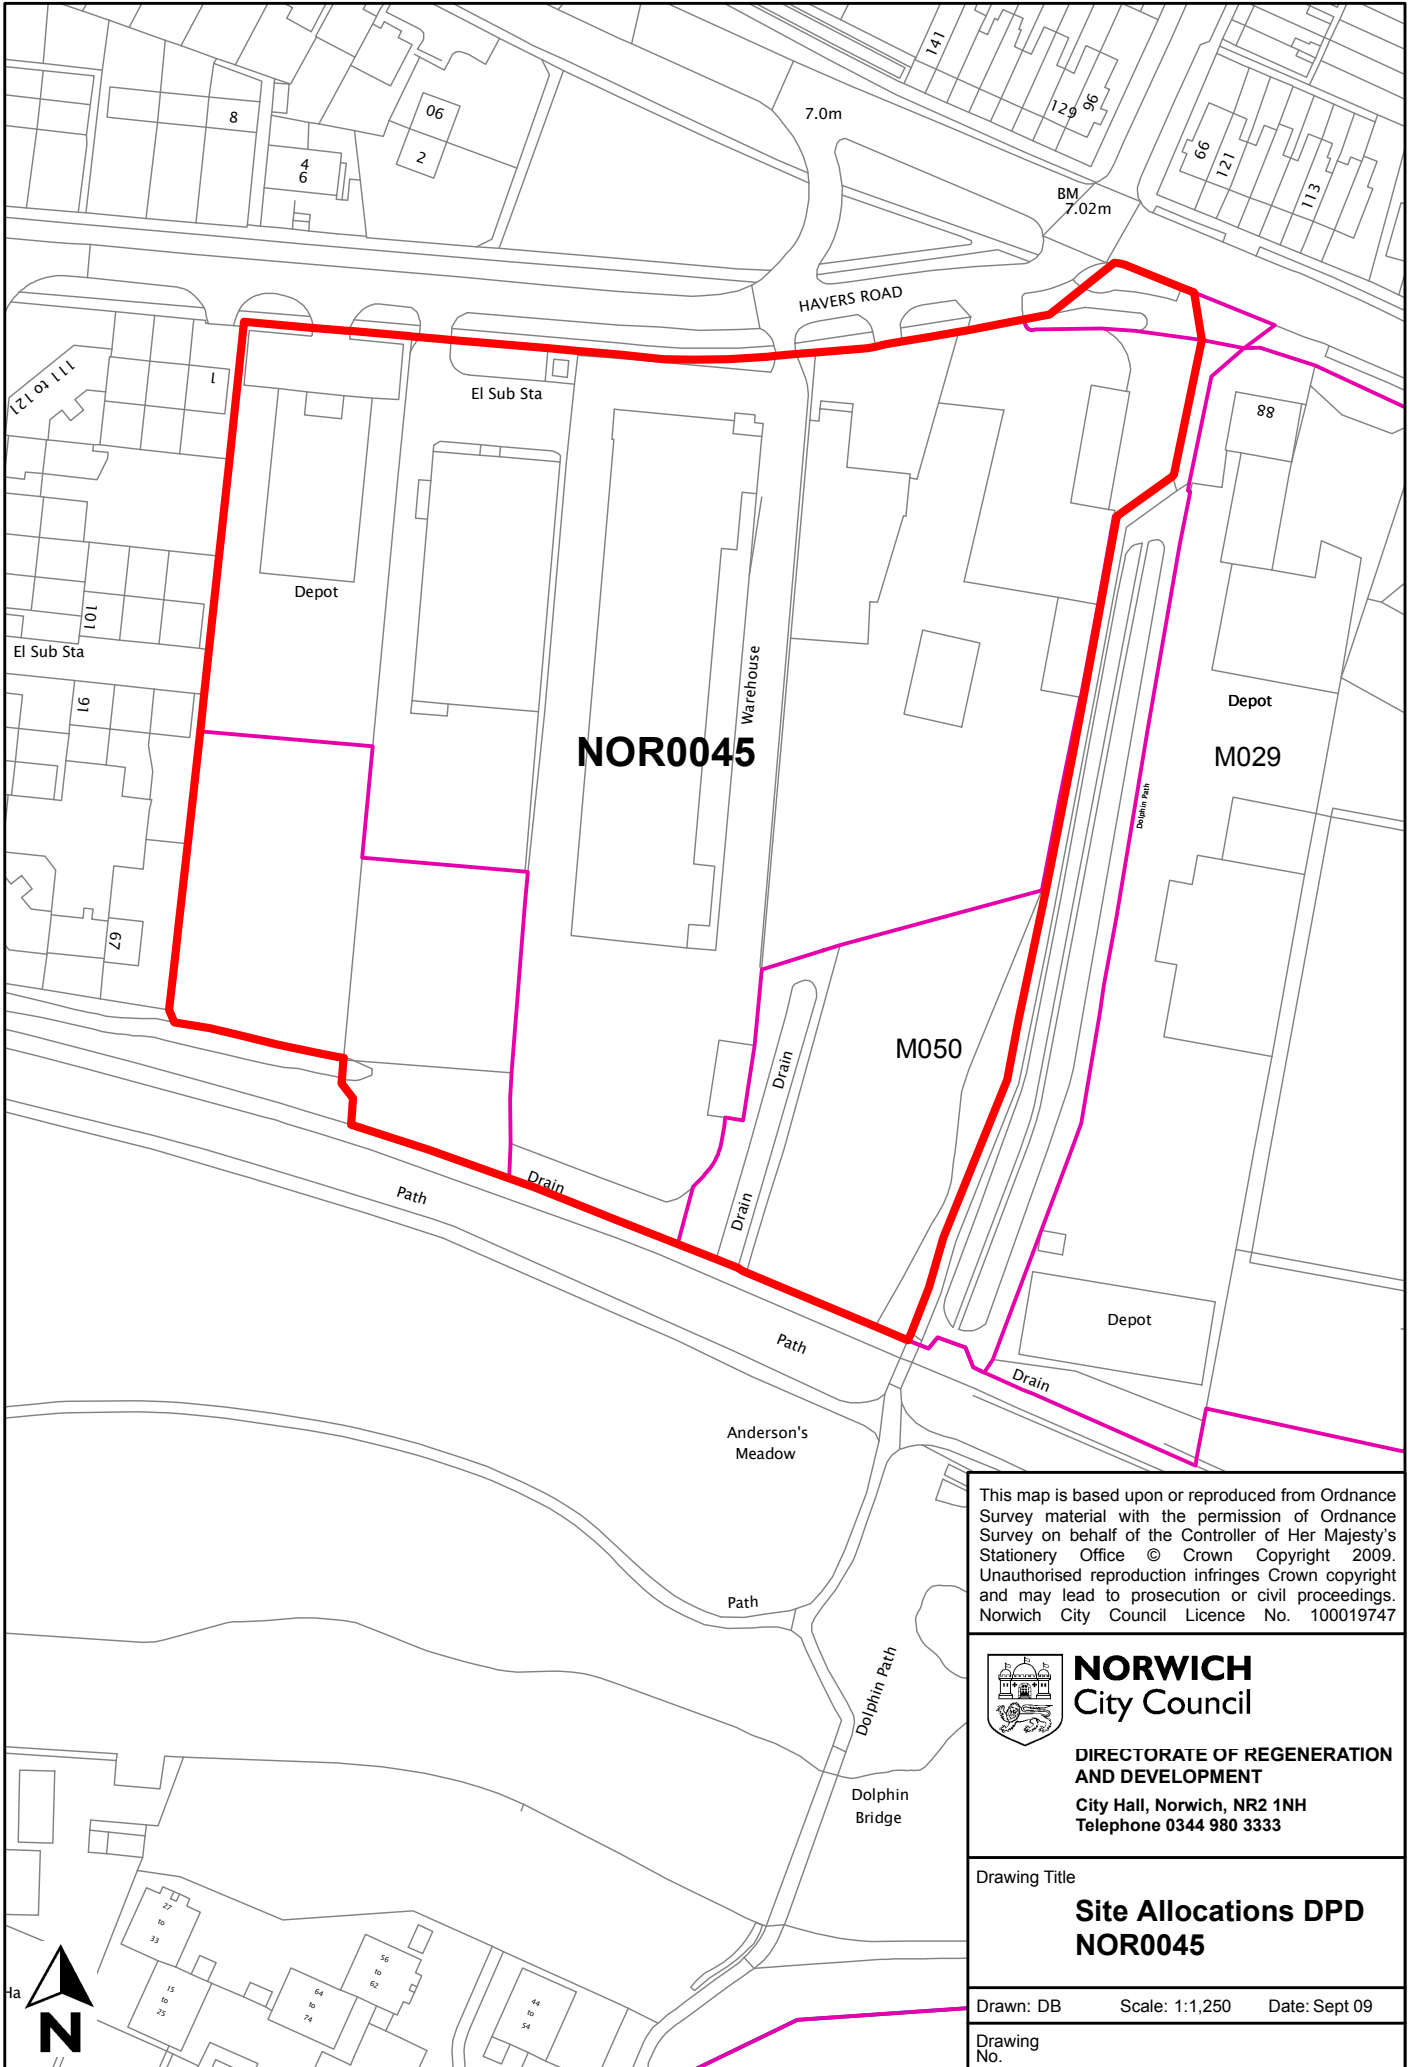 141
129
96
7.0m
8
06
2
4
6
66
121
113
BM
7.02m
HAVERS ROAD
111 to 121
1
El Sub Sta
88
Depot
101
El Sub Sta
91
Warehouse
NOR0045
Depot
M029
Dolphin Path
67
M050
Drain
Drain
Drain
Path
Path
Depot
Drain
Anderson's
Meadow
Path
Dolphin Path
Dolphin
Bridge
27
to
33
15
to
25
64
to
74
56
to
62
44
to
54
Ha
N
This map is based upon or reproduced from Ordnance
Survey material with the permission of Ordnance
Survey on behalf of the Controller of Her Majesty's
Stationery Office © Crown Copyright 2009.
Unauthorised reproduction infringes Crown copyright
and may lead to prosecution or civil proceedings.
Norwich City Council Licence No. 100019747
NORWICH
City Council
DIRECTORATE OF REGENERATION
AND DEVELOPMENT
City Hall, Norwich, NR2 1NH
Telephone 0344 980 3333
Drawing Title
Site Allocations DPD
NOR0045
Drawn: DB Scale: 1:1,250 Date: Sept 09
Drawing
No.